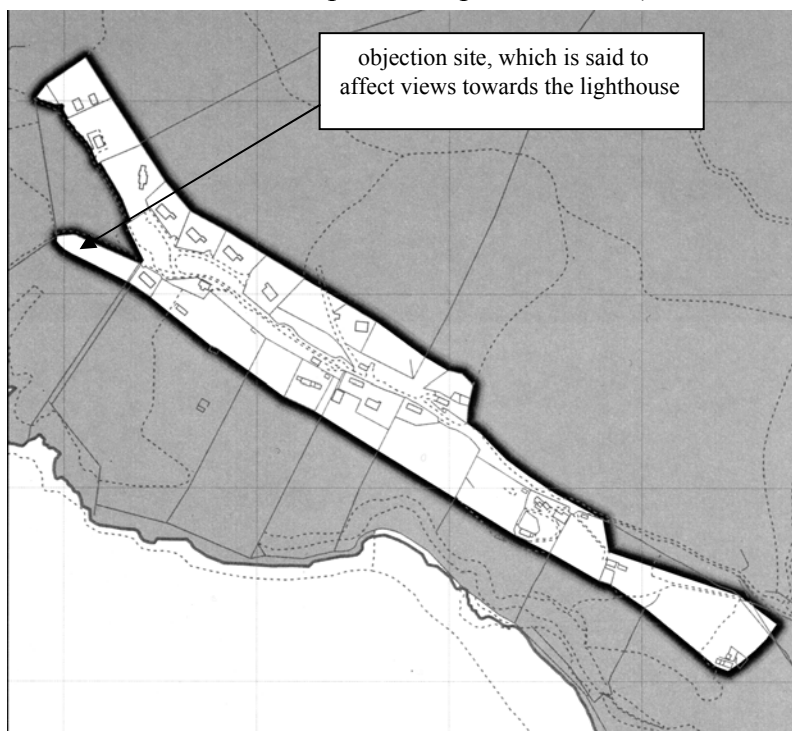 objection site, which is said to
affect views towards the lighthouse